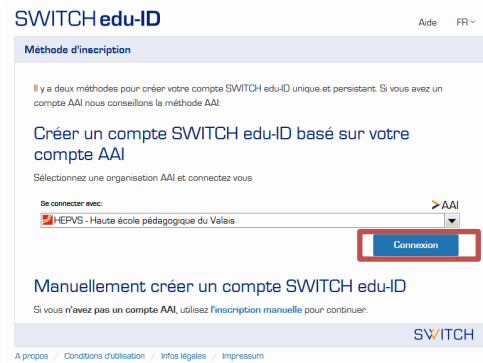 SWITCH edu-ID
Aide FR
Méthode d'inscription
Il y a deux méthodes pour créer votre compte SWITCH edu-ID unique et persistant. Si vous avez un
compte AAI nous conseillons la méthode AAI:
Créer un compte SWITCH edu-ID basé sur votre
compte AAI
Sélectionnez une organisation AAI et connectez vous
Se connecter avec:
AAI
HEPVS - Haute école pédagogique du Valais
Connexion
Manuellement créer un compte SWITCH edu-ID
Si vous n'avez pas un compte AAI, utilisez l'inscription manuelle pour continuer.
SWITCH
A propos / Conditions d'utilisation / Infos légales / Impressum